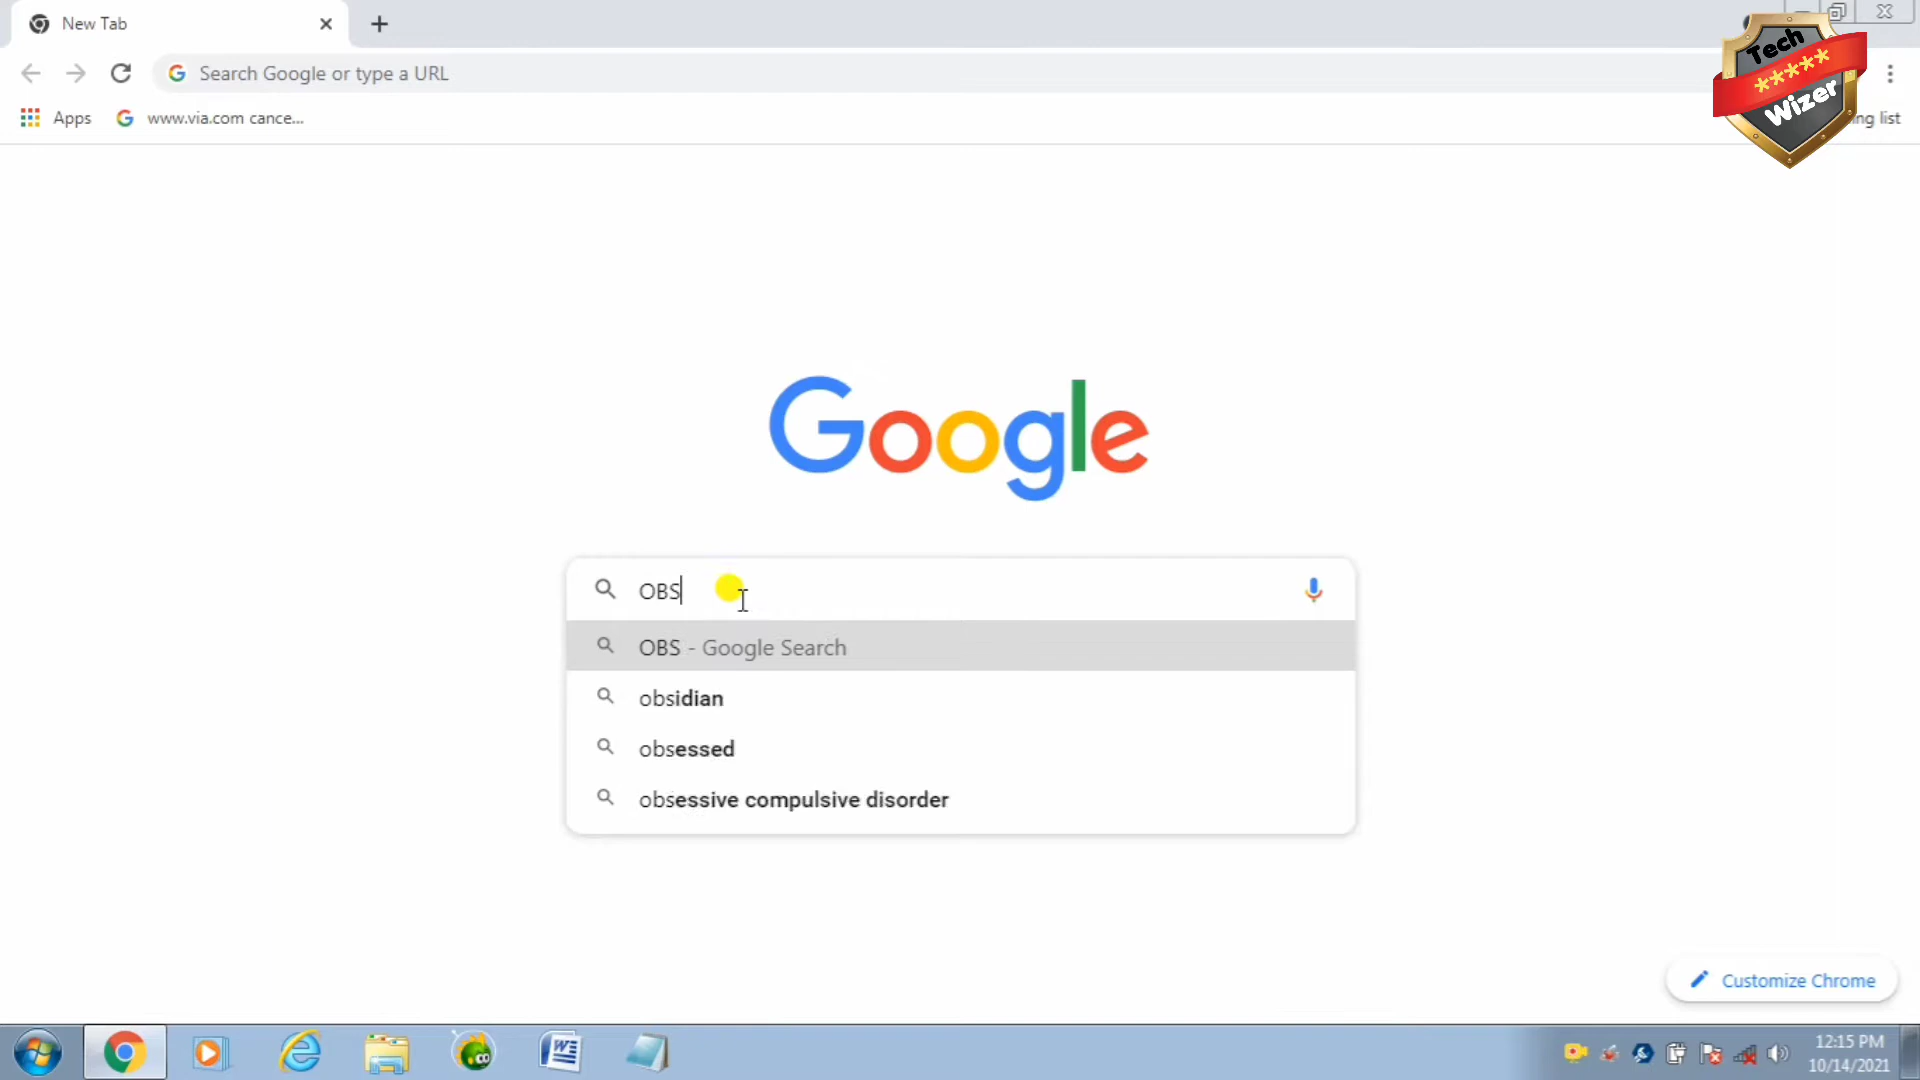 New Tab
Search Google or type a URL
Apps
www.via.com cance...
ng list
Tech
*****
Wizer
Google
OBS
OBS - Google Search
obsidian
obsessed
obsessive compulsive disorder
Customize Chrome
12:15 PM
10/14/2021